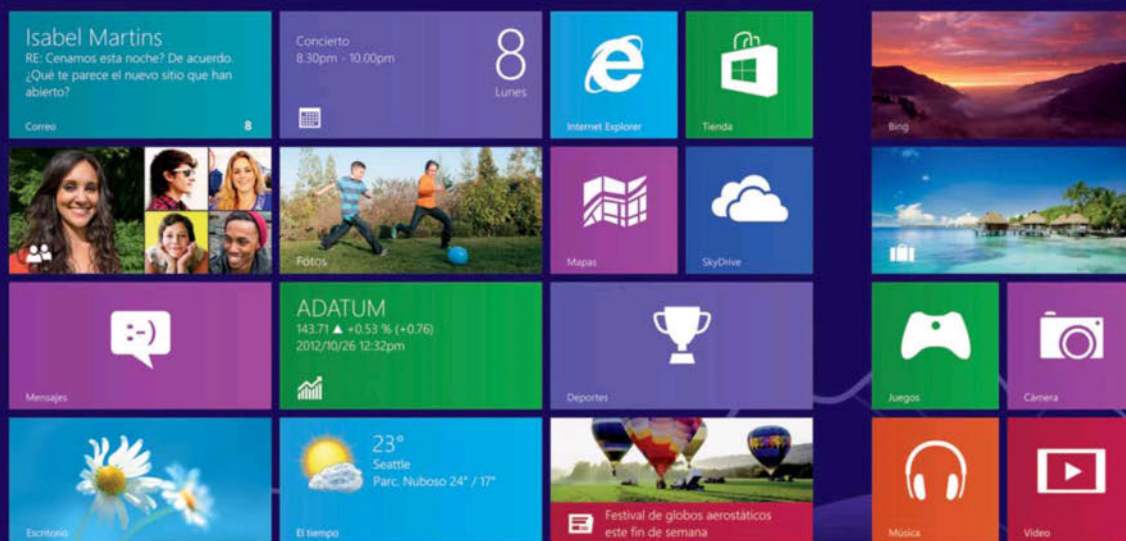 Isabel Martins
RE: Cenamos esta noche? De acuerdo.
¿Qué te parece el nuevo sitio que han
abierto?
Correo
8
Concierto
8.30pm - 10.00pm
8
Lunes
Internet Explorer
Tienda
Bing
Fotos
Mapas
SkyDrive
:-)
Mensajes
ADATUM
143.71 ▲ +0.53 % (+0.76)
2012/10/26 12:32pm
Deportes
Juegos
Cámera
Escritorio
23°
Seattle
Parc. Nuboso 24° / 17°
El tiempo
Festival de globos aerostáticos
este fin de semana
Música
Vídeo